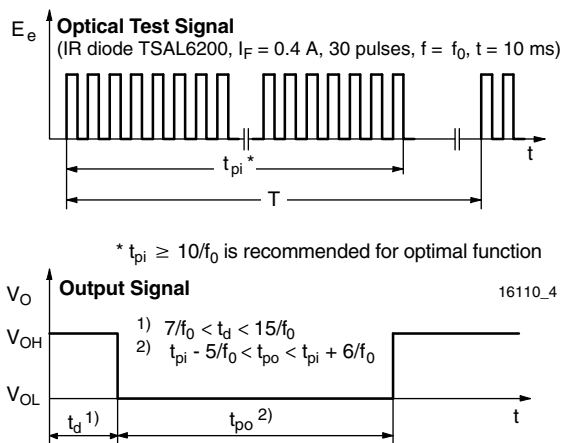 E_e Optical Test Signal
(IR diode TSAL6200, I_F = 0.4 A, 30 pulses, f = f_0, t = 10 ms)
t
t_pi *
T
* t_pi ≥ 10/f_0 is recommended for optimal function
V_O Output Signal 16110_4
V_OH
1) 7/f_0 < t_d < 15/f_0
2) t_pi - 5/f_0 < t_po < t_pi + 6/f_0
V_OL
t_d 1) t_po 2) t